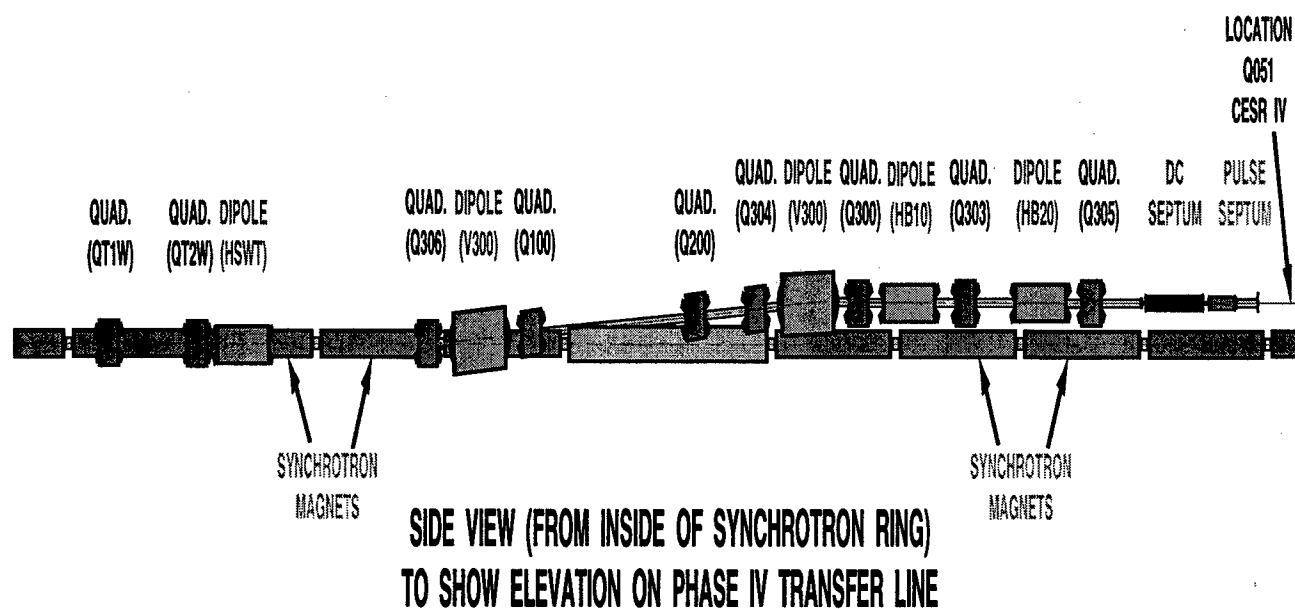 LOCATION
Q051
CESR IV
QUAD. DIPOLE QUAD. DIPOLE QUAD. DIPOLE QUAD. DC PULSE
(Q304) (V300) (Q300) (HB10) (Q303) (HB20) (Q305) SEPTUM SEPTUM
QUAD. QUAD. DIPOLE QUAD. DIPOLE QUAD. QUAD.
(QT1W) (QT2W) (HSWT) (Q306) (V300) (Q100) (Q200)
SYNCHROTRON SYNCHROTRON
MAGNETS MAGNETS
SIDE VIEW (FROM INSIDE OF SYNCHROTRON RING)
TO SHOW ELEVATION ON PHASE IV TRANSFER LINE